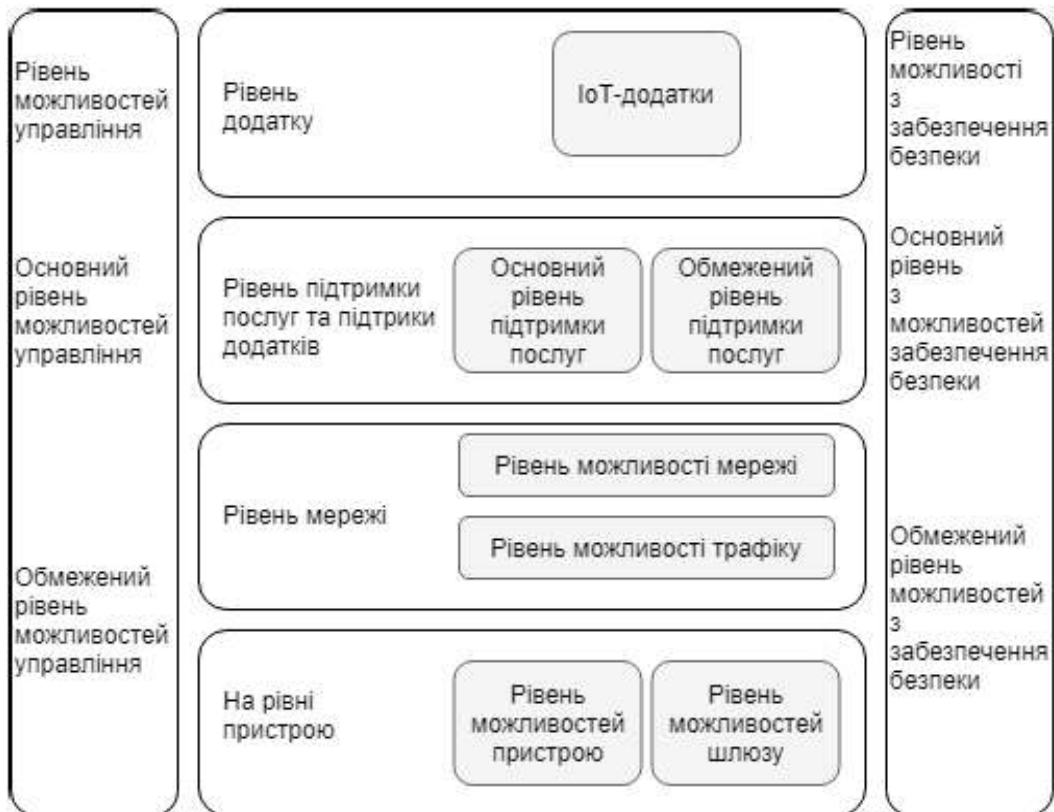 Рівень
можливостей
управління
Основний
рівень
можливостей
управління
Обмежений
рівень
можливостей
управління
Рівень
додатку
ІоТ-додатки
Рівень підтримки
послуг та підтрики
додатків
Основний
рівень
підтримки
послуг
Обмежений
рівень
підтримки
послуг
Рівень мережі
Рівень можливості мережі
Рівень можливості трафіку
На рівні
пристрою
Рівень
можливостей
пристрою
Рівень
можливостей
шлюзу
Рівень
можливості
з
забезпечення
безпеки
Основний
рівень
з
можливостей
забезпечення
безпеки
Обмежений
рівень
можливостей
з
забезпечення
безпеки